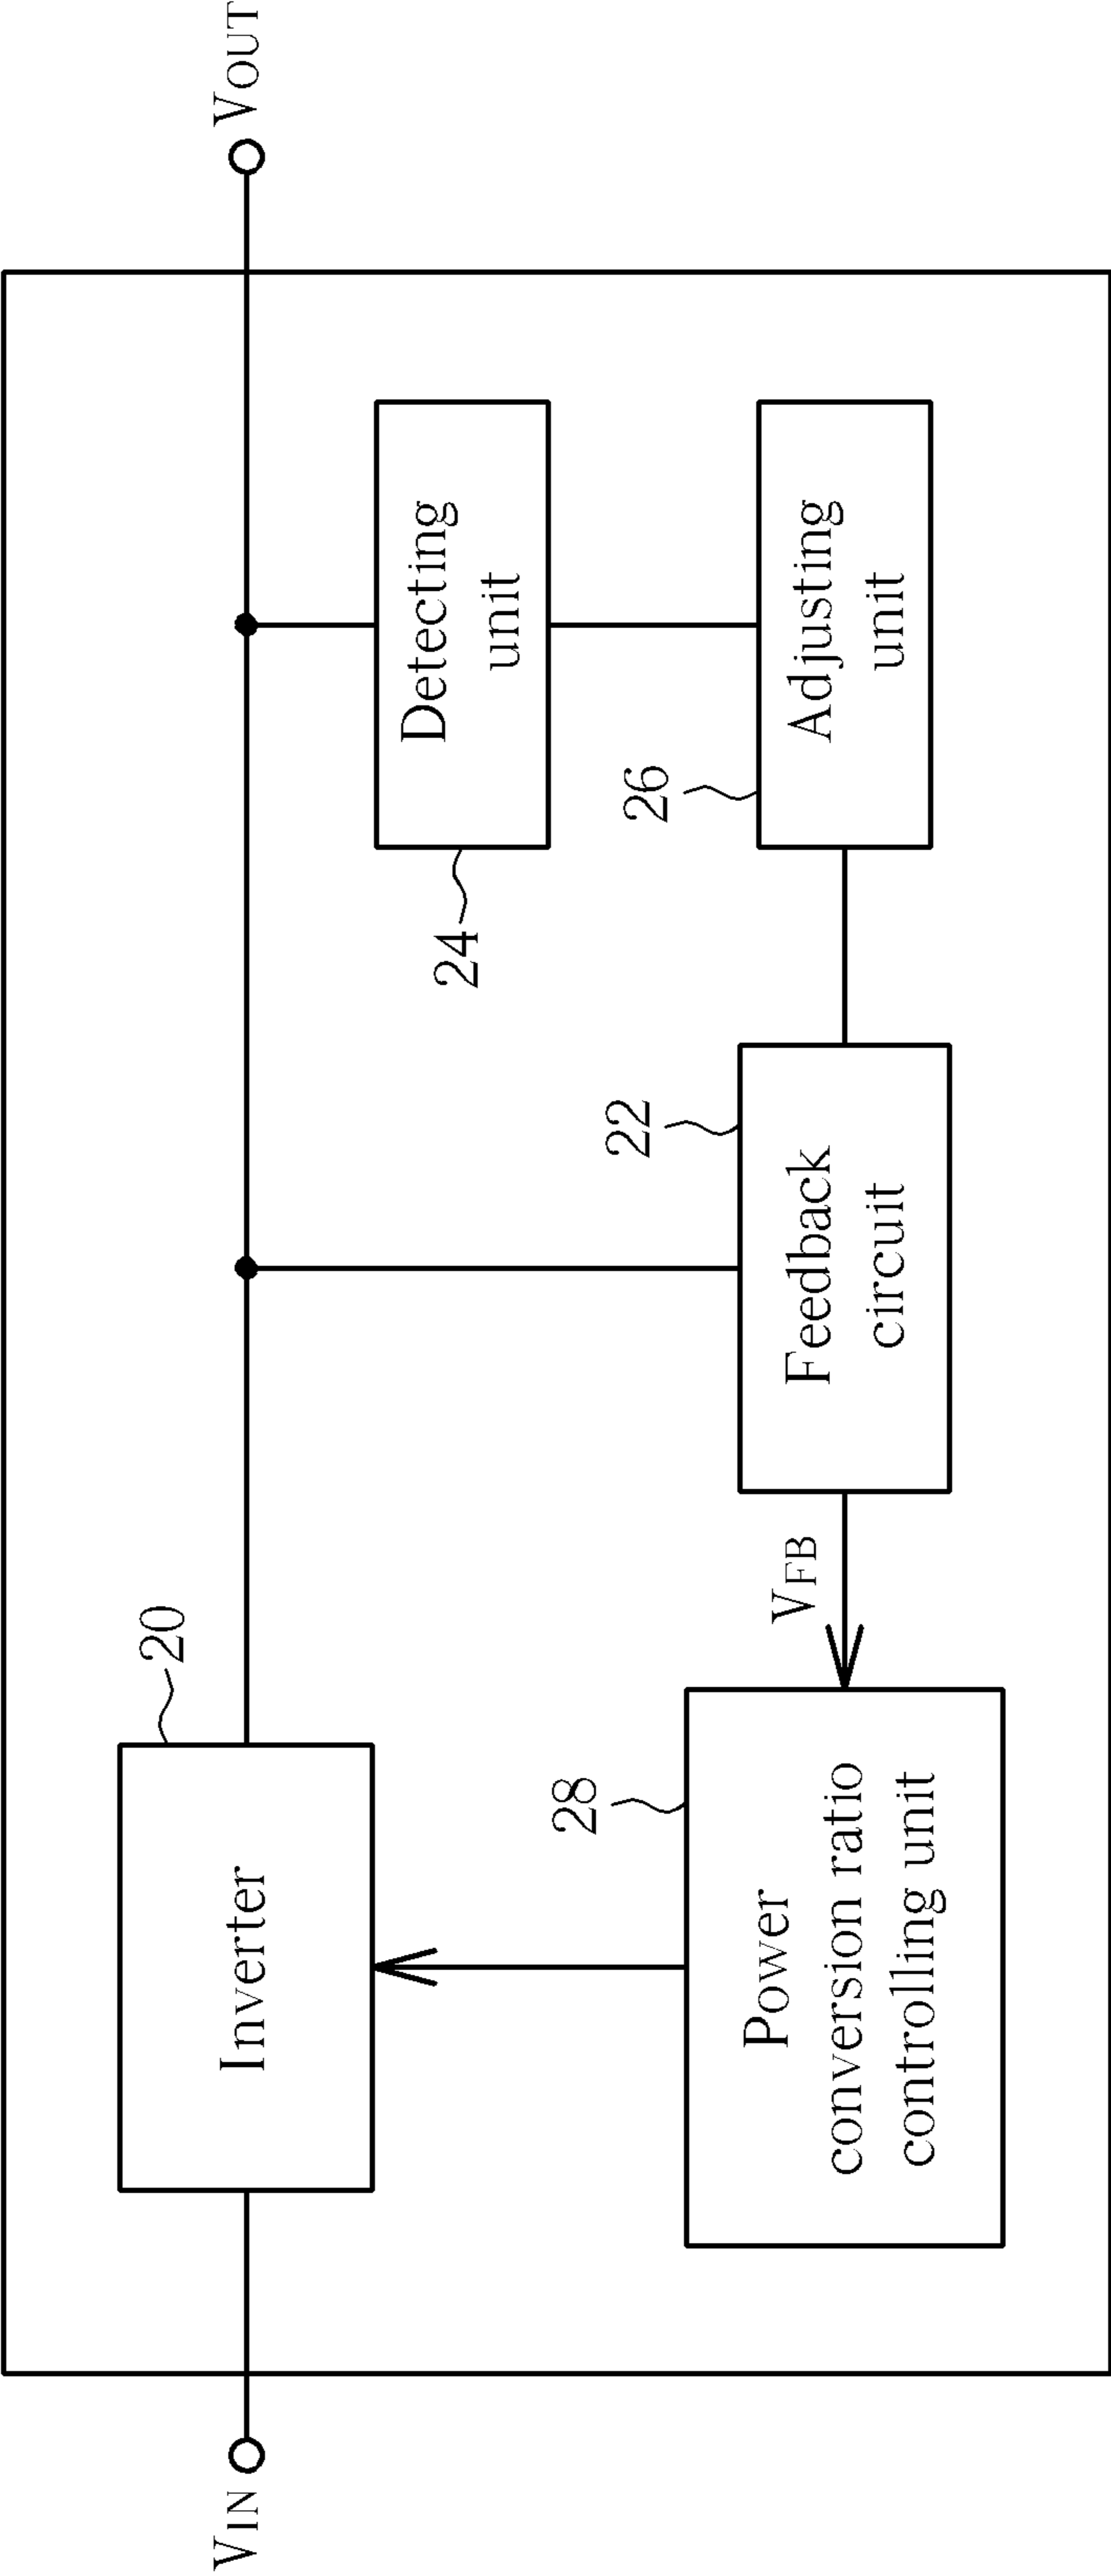 20
Inverter
VIN
VOUT
Detecting
unit
24
22
26
28
Power
conversion ratio
controlling unit
VFB
Feedback
circuit
Adjusting
unit